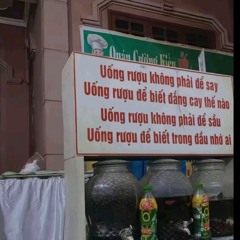 Quán Cường Kiên
Uống rượu không phải để say
Uống rượu để biết đắng cay thế nào
Uống rượu không phải để sầu
Uống rượu để biết trong đầu nhớ ai